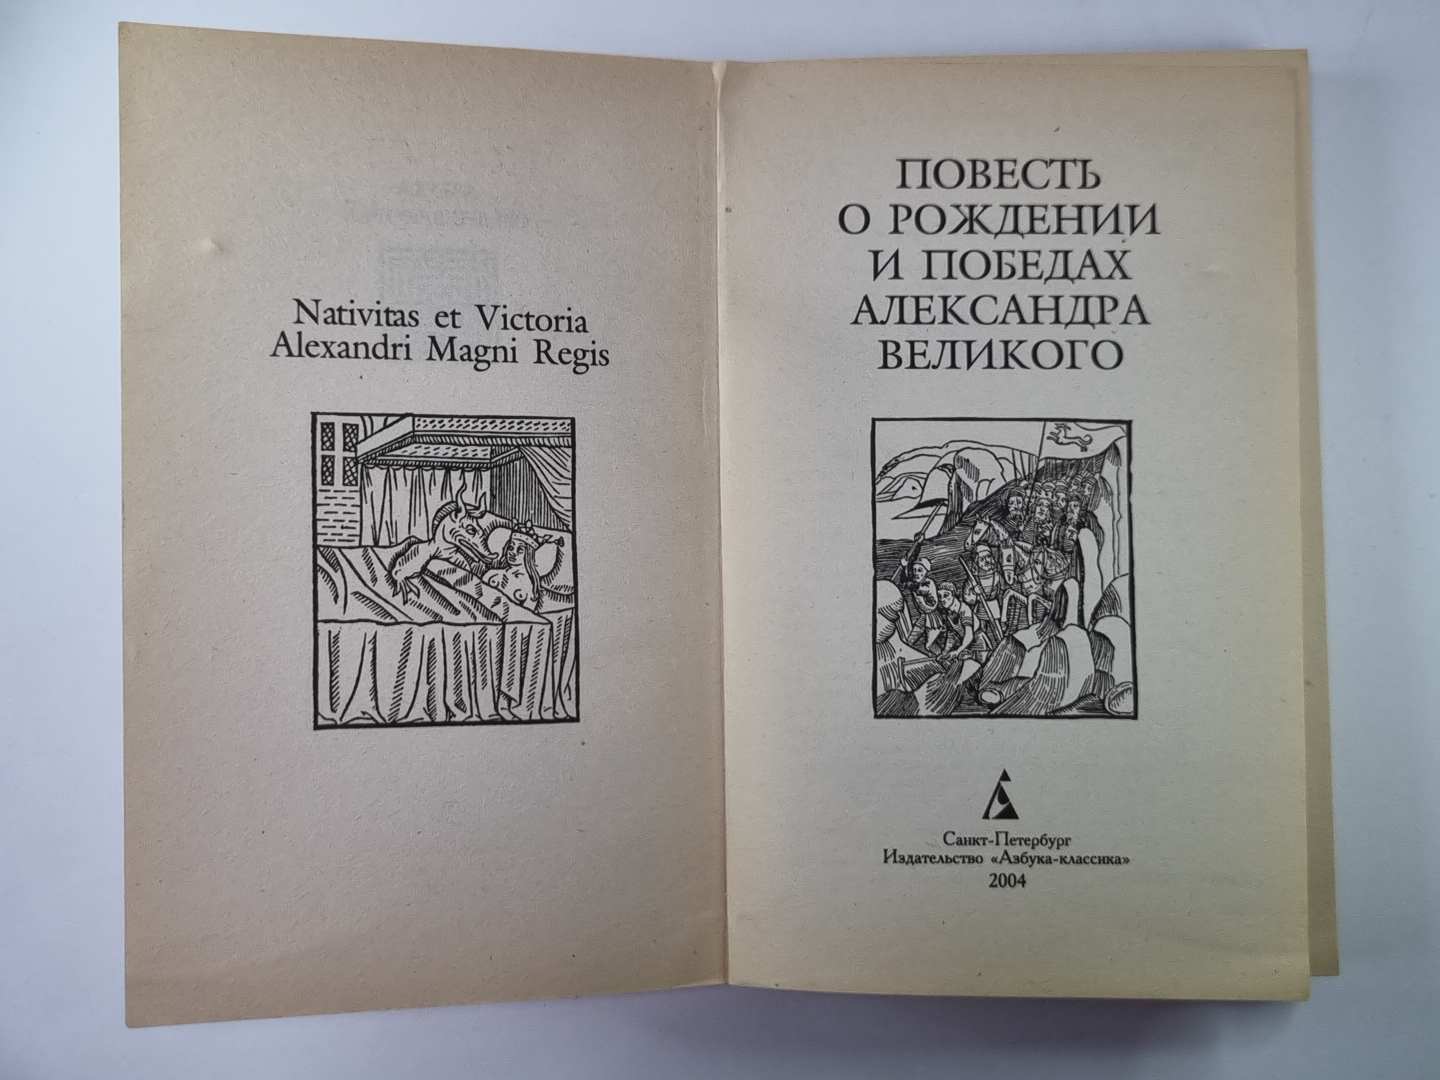 Nativitas et Victoria
Alexandri Magni Regis
ПОВЕСТЬ
О РОЖДЕНИИ
И ПОБЕДАХ
АЛЕКСАНДРА
ВЕЛИКОГО
Санкт-Петербург
Издательство «Азбука-классика»
2004